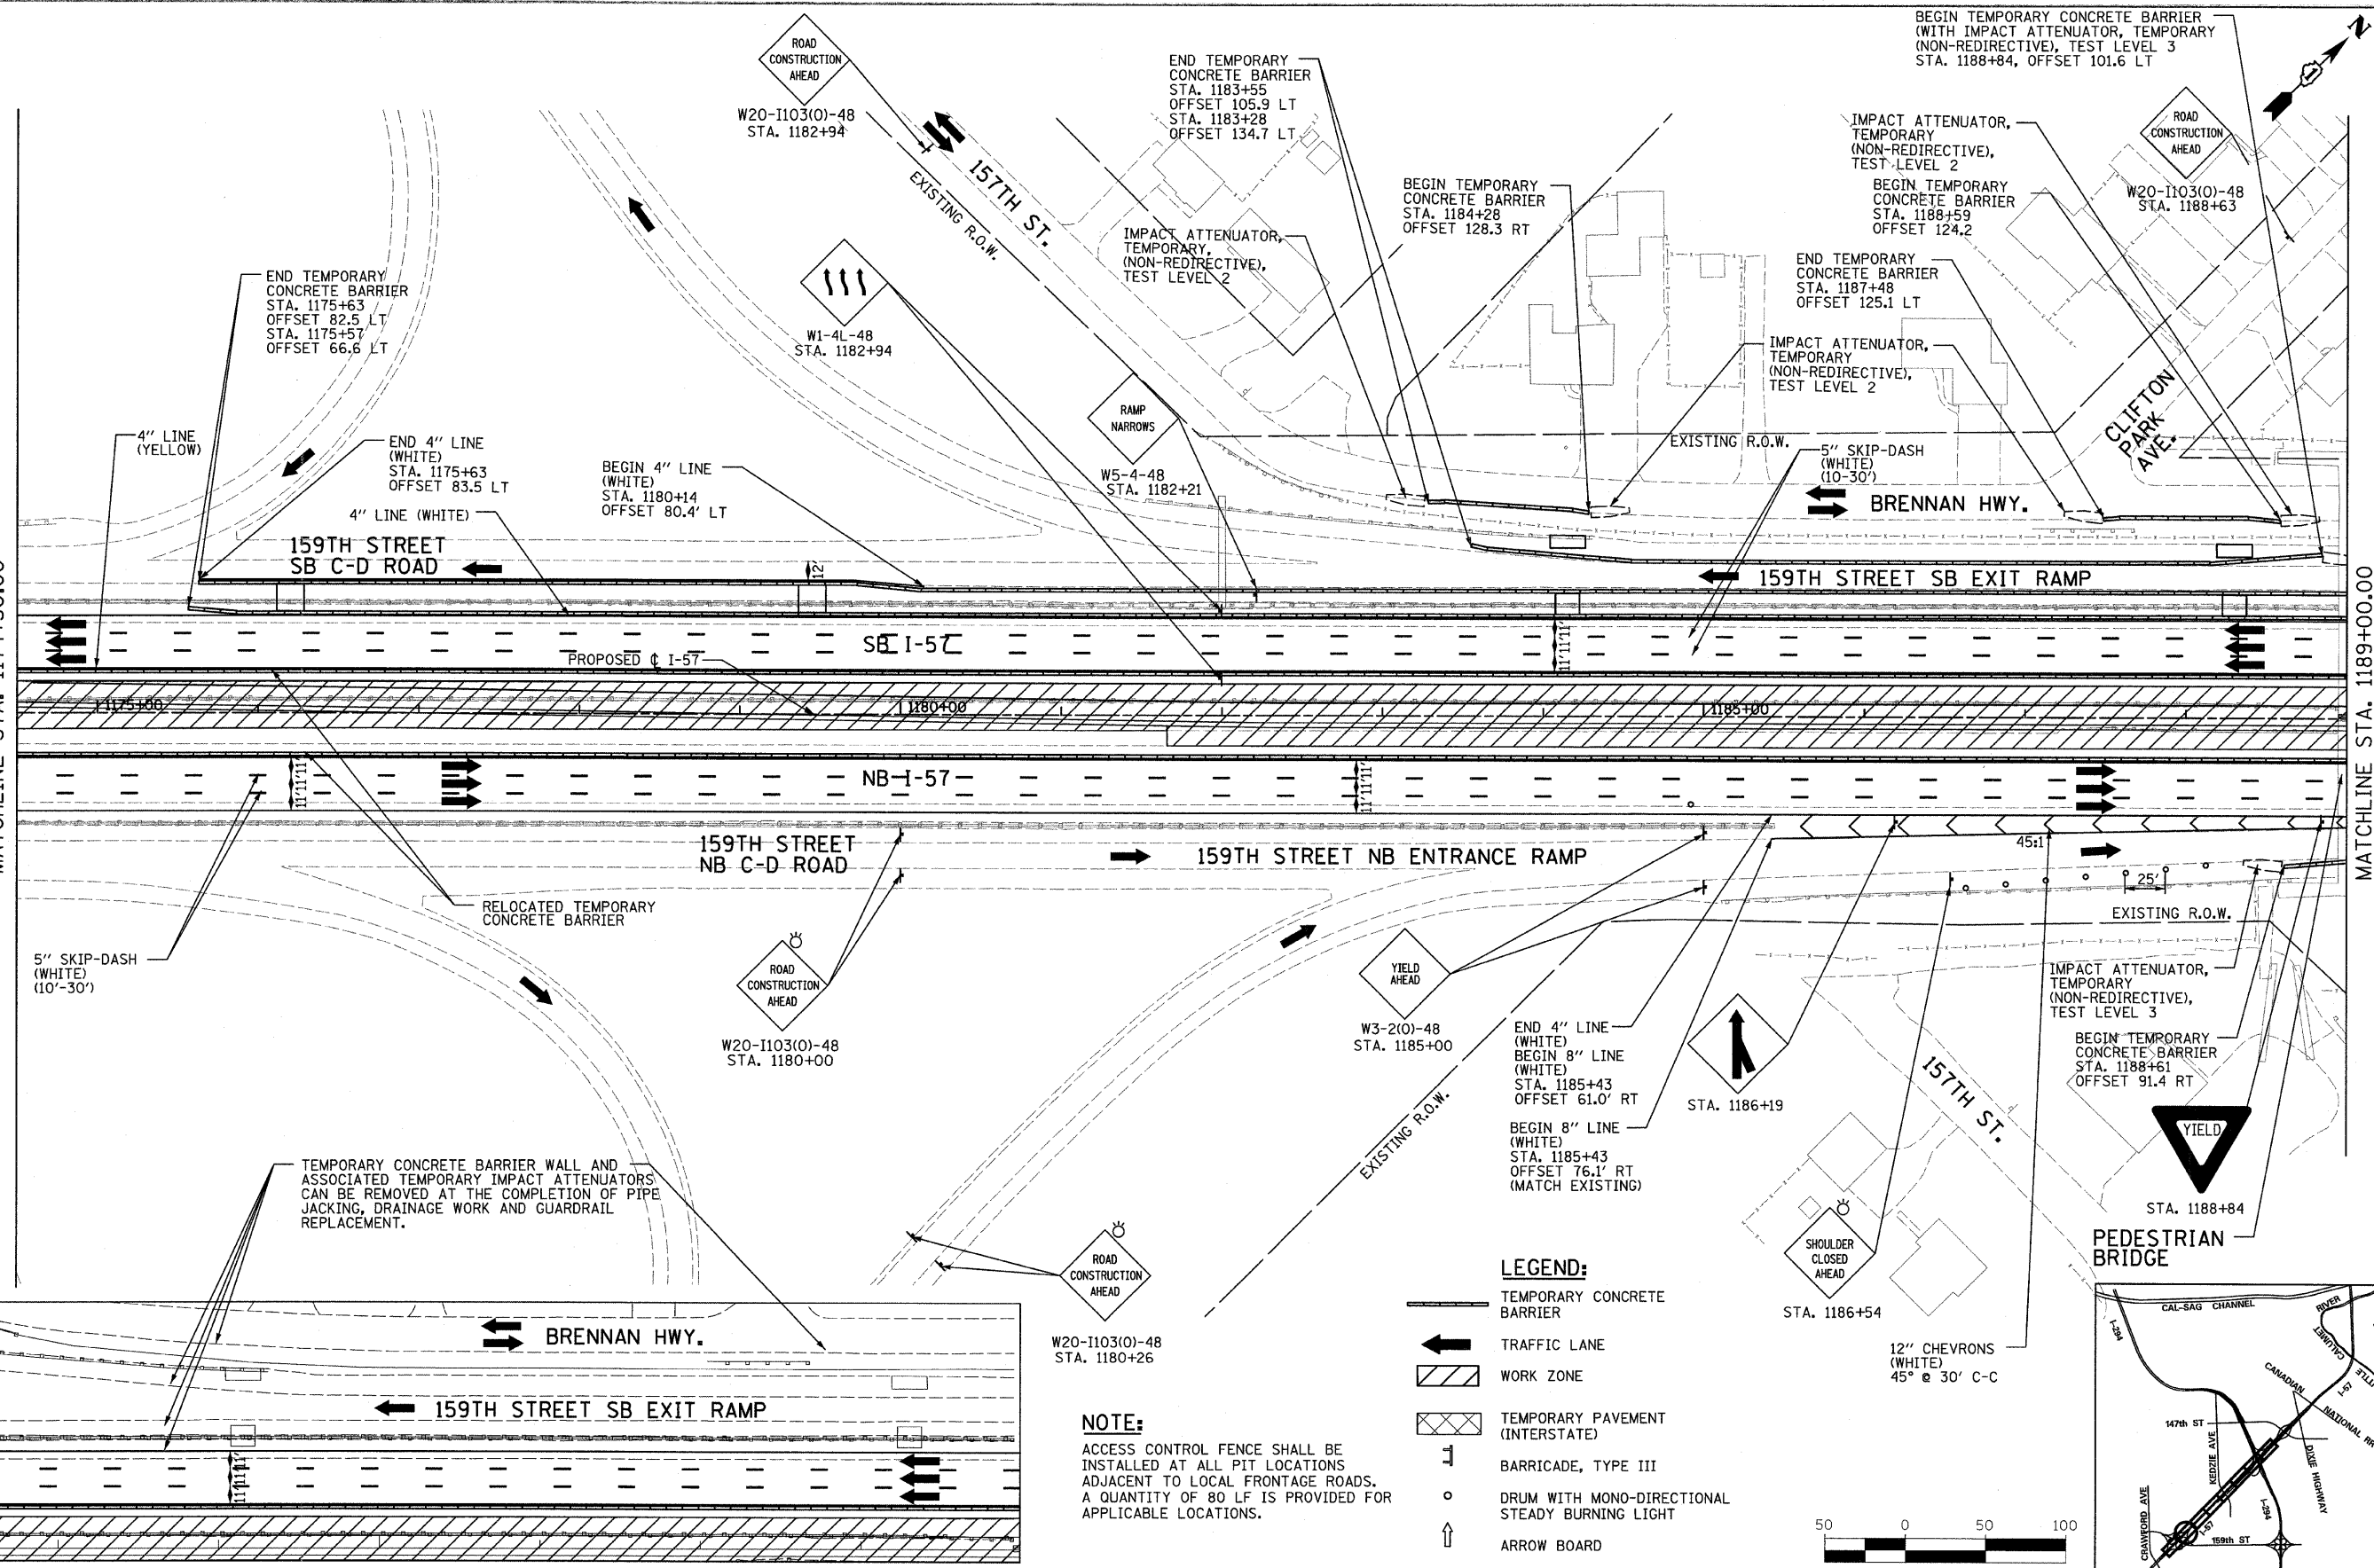 ROAD
CONSTRUCTION
AHEAD
W20-I103(O)-48
STA. 1182+94
END TEMPORARY
CONCRETE BARRIER
STA. 1183+55
OFFSET 105.9 LT
STA. 1183+28
OFFSET 134.7 LT
BEGIN TEMPORARY CONCRETE BARRIER
(WITH IMPACT ATTENUATOR, TEMPORARY
(NON-REDIRECTIVE), TEST LEVEL 3
STA. 1188+84, OFFSET 101.6 LT
N
1
IMPACT ATTENUATOR,
TEMPORARY
(NON-REDIRECTIVE),
TEST LEVEL 2
ROAD
CONSTRUCTION
AHEAD
W20-I103(O)-48
STA. 1188+63
BEGIN TEMPORARY
CONCRETE BARRIER
STA. 1188+59
OFFSET 124.2
BEGIN TEMPORARY
CONCRETE BARRIER
STA. 1184+28
OFFSET 128.3 RT
157TH ST.
EXISTING R.O.W.
IMPACT ATTENUATOR,
TEMPORARY,
(NON-REDIRECTIVE),
TEST LEVEL 2
END TEMPORARY
CONCRETE BARRIER
STA. 1187+48
OFFSET 125.1 LT
IMPACT ATTENUATOR,
TEMPORARY
(NON-REDIRECTIVE),
TEST LEVEL 2
END TEMPORARY
CONCRETE BARRIER
STA. 1175+63
OFFSET 82.5 LT
STA. 1175+57
OFFSET 66.6 LT
W1-4L-48
STA. 1182+94
RAMP
NARROWS
W5-4-48
STA. 1182+21
CLIFTON
PARK
AVE.
4" LINE
(YELLOW)
END 4" LINE
(WHITE)
STA. 1175+63
OFFSET 83.5 LT
BEGIN 4" LINE
(WHITE)
STA. 1180+14
OFFSET 80.4' LT
4" LINE (WHITE)
EXISTING R.O.W.
5" SKIP-DASH
(WHITE)
(10-30')
BRENNAN HWY.
159TH STREET
SB C-D ROAD
12'
159TH STREET SB EXIT RAMP
SB I-57
11'11'11'
PROPOSED ℄ I-57
1175+00
1180+00
1185+00
MATCHLINE STA. 1189+00.00
11'11'11'
NB I-57
11'11'11'
159TH STREET
NB C-D ROAD
159TH STREET NB ENTRANCE RAMP
45:1
25'
EXISTING R.O.W.
RELOCATED TEMPORARY
CONCRETE BARRIER
5" SKIP-DASH
(WHITE)
(10'-30')
ROAD
CONSTRUCTION
AHEAD
W20-I103(O)-48
STA. 1180+00
YIELD
AHEAD
W3-2(O)-48
STA. 1185+00
END 4" LINE
(WHITE)
BEGIN 8" LINE
(WHITE)
STA. 1185+43
OFFSET 61.0' RT
BEGIN 8" LINE
(WHITE)
STA. 1185+43
OFFSET 76.1' RT
(MATCH EXISTING)
STA. 1186+19
IMPACT ATTENUATOR,
TEMPORARY
(NON-REDIRECTIVE),
TEST LEVEL 3
BEGIN TEMPORARY
CONCRETE BARRIER
STA. 1188+61
OFFSET 91.4 RT
157TH ST.
EXISTING R.O.W.
YIELD
STA. 1188+84
PEDESTRIAN
BRIDGE
TEMPORARY CONCRETE BARRIER WALL AND
ASSOCIATED TEMPORARY IMPACT ATTENUATORS
CAN BE REMOVED AT THE COMPLETION OF PIPE
JACKING, DRAINAGE WORK AND GUARDRAIL
REPLACEMENT.
ROAD
CONSTRUCTION
AHEAD
W20-I103(O)-48
STA. 1180+26
SHOULDER
CLOSED
AHEAD
STA. 1186+54
12" CHEVRONS
(WHITE)
45° @ 30' C-C
BRENNAN HWY.
159TH STREET SB EXIT RAMP
11'11'11'
NOTE:
ACCESS CONTROL FENCE SHALL BE
INSTALLED AT ALL PIT LOCATIONS
ADJACENT TO LOCAL FRONTAGE ROADS.
A QUANTITY OF 80 LF IS PROVIDED FOR
APPLICABLE LOCATIONS.
LEGEND:
TEMPORARY CONCRETE
BARRIER
TRAFFIC LANE
WORK ZONE
TEMPORARY PAVEMENT
(INTERSTATE)
BARRICADE, TYPE III
DRUM WITH MONO-DIRECTIONAL
STEADY BURNING LIGHT
ARROW BOARD
50 0 50 100
CAL-SAG CHANNEL
RIVER
CALUMET
I-294
I-57
CANADIAN
NATIONAL
147th ST
KEDZIE AVE
DIXIE HIGHWAY
I-294
CRAWFORD AVE
I-57
159th ST